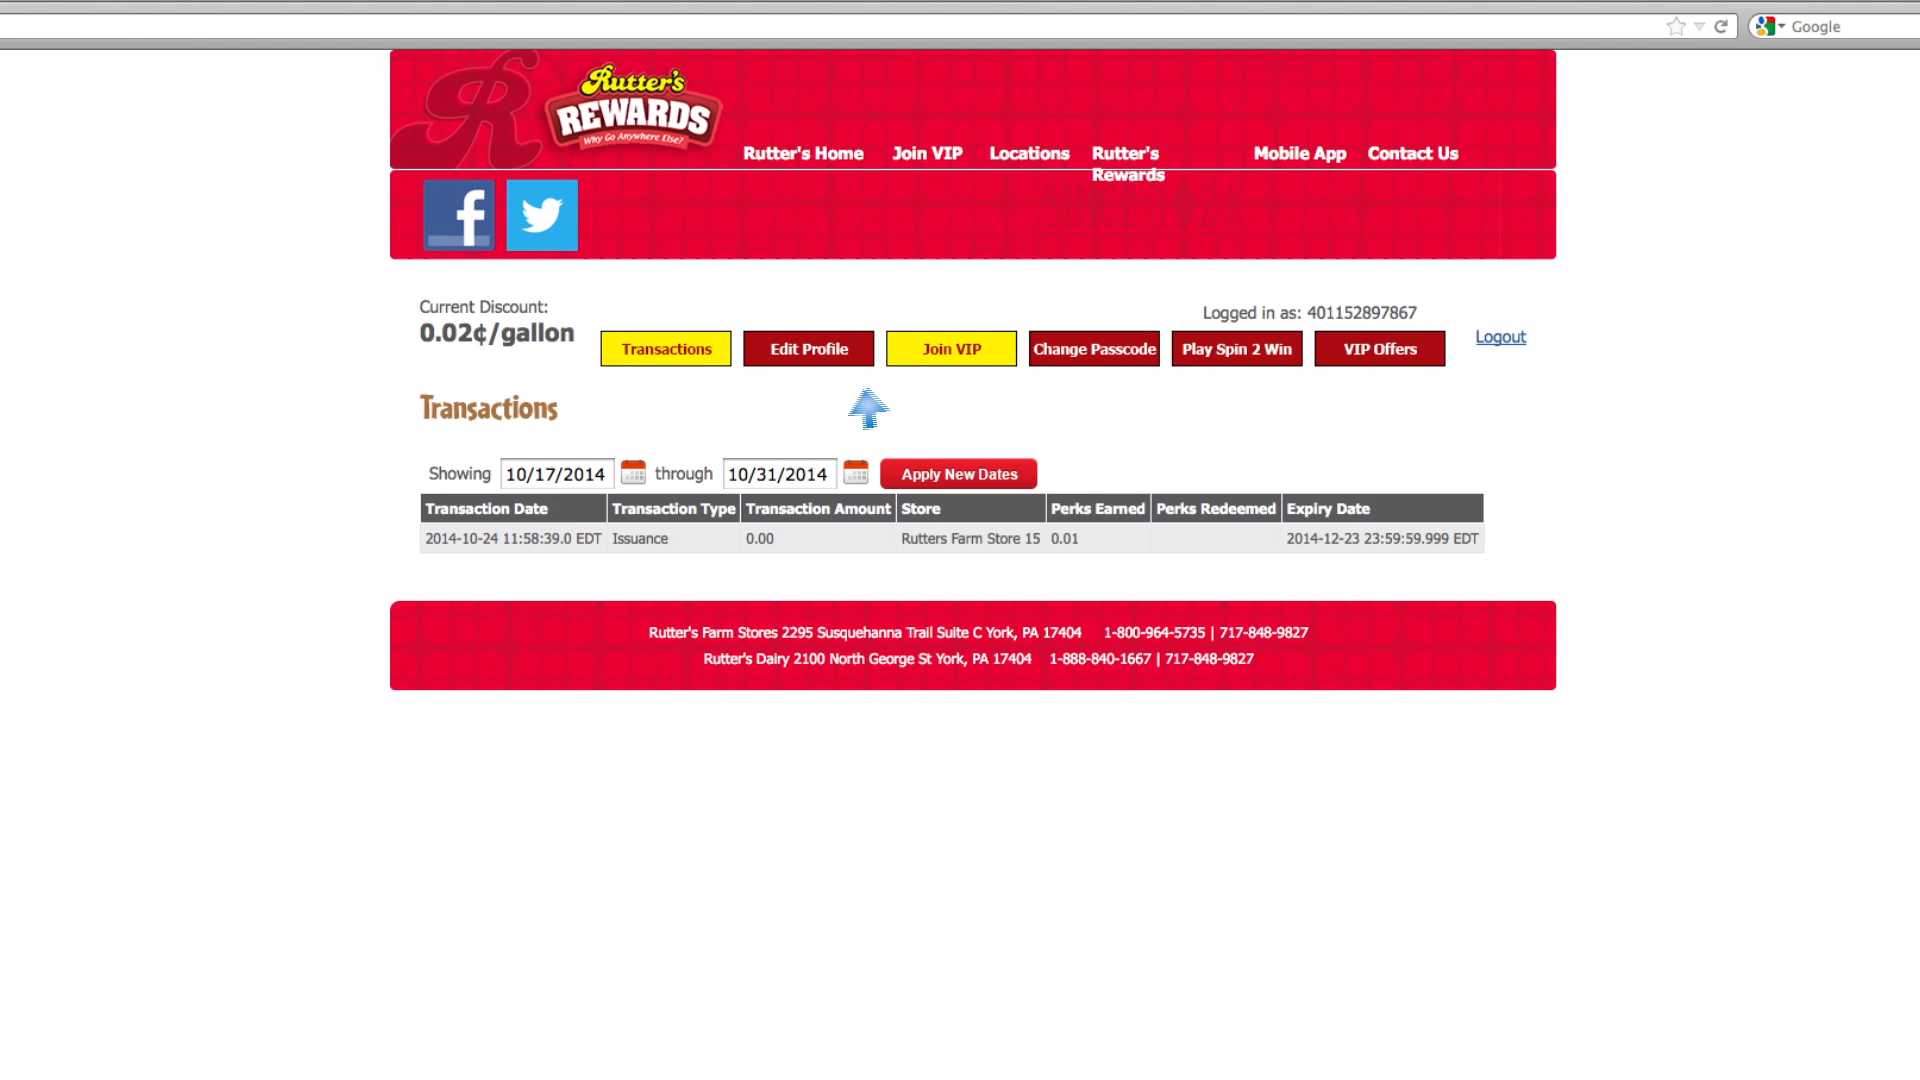 Google
Rutter's
REWARDS
Why Go Anywhere Else?
Rutter's Home Join VIP Locations Rutter's Rewards Mobile App Contact Us
SINCE 1921
Current Discount:
0.02¢/gallon
Logged in as: 401152897867
Transactions Edit Profile Join VIP Change Passcode Play Spin 2 Win VIP Offers Logout
Transactions
Showing 10/17/2014 through 10/31/2014 Apply New Dates
Transaction Date Transaction Type Transaction Amount Store Perks Earned Perks Redeemed Expiry Date
2014-10-24 11:58:39.0 EDT Issuance 0.00 Rutters Farm Store 15 0.01 2014-12-23 23:59:59.999 EDT
Rutter's Farm Stores 2295 Susquehanna Trail Suite C York, PA 17404 1-800-964-5735 | 717-848-9827
Rutter's Dairy 2100 North George St York, PA 17404 1-888-840-1667 | 717-848-9827